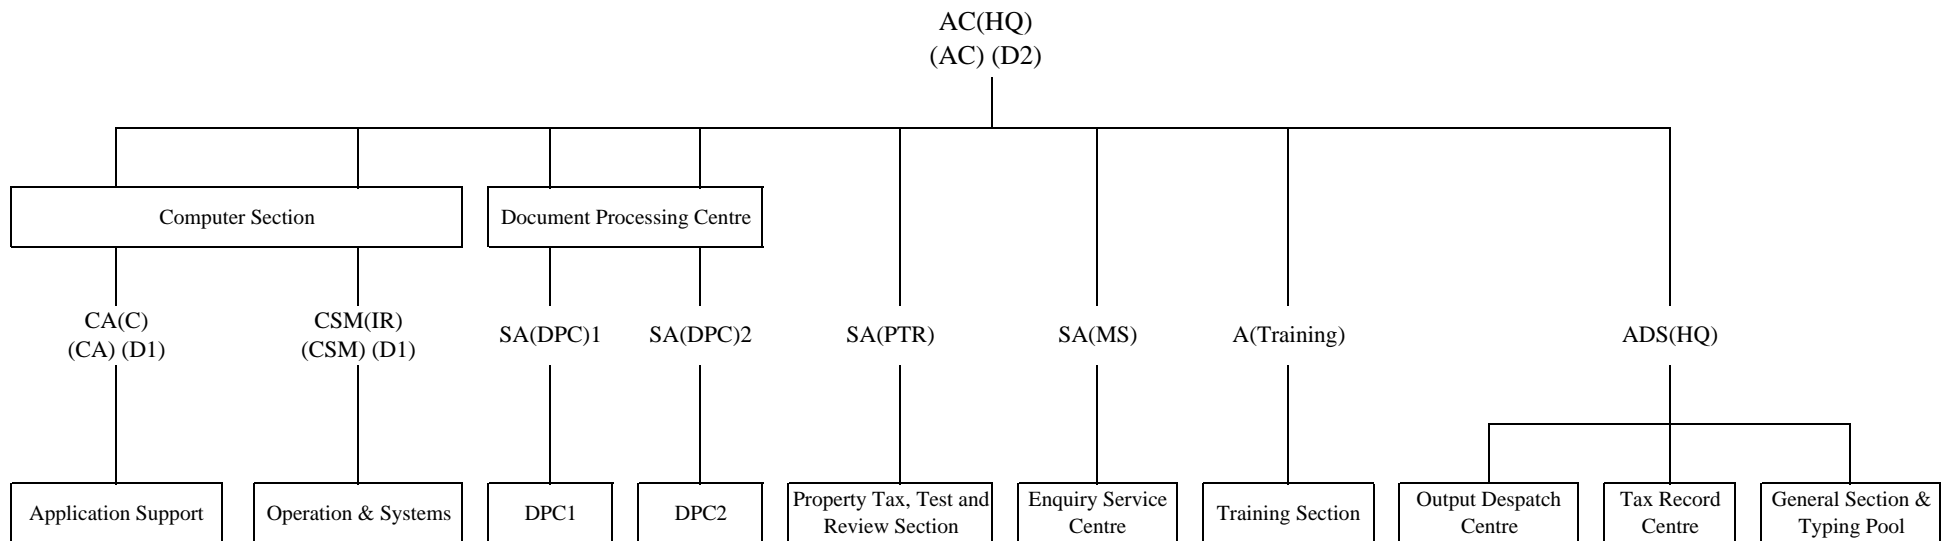 AC(HQ)
(AC) (D2)
Computer Section
Document Processing Centre
CA(C)
(CA) (D1)
CSM(IR)
(CSM) (D1)
SA(DPC)1
SA(DPC)2
SA(PTR)
SA(MS)
A(Training)
ADS(HQ)
Application Support
Operation & Systems
DPC1
DPC2
Property Tax, Test and
Review Section
Enquiry Service
Centre
Training Section
Output Despatch
Centre
Tax Record
Centre
General Section &
Typing Pool